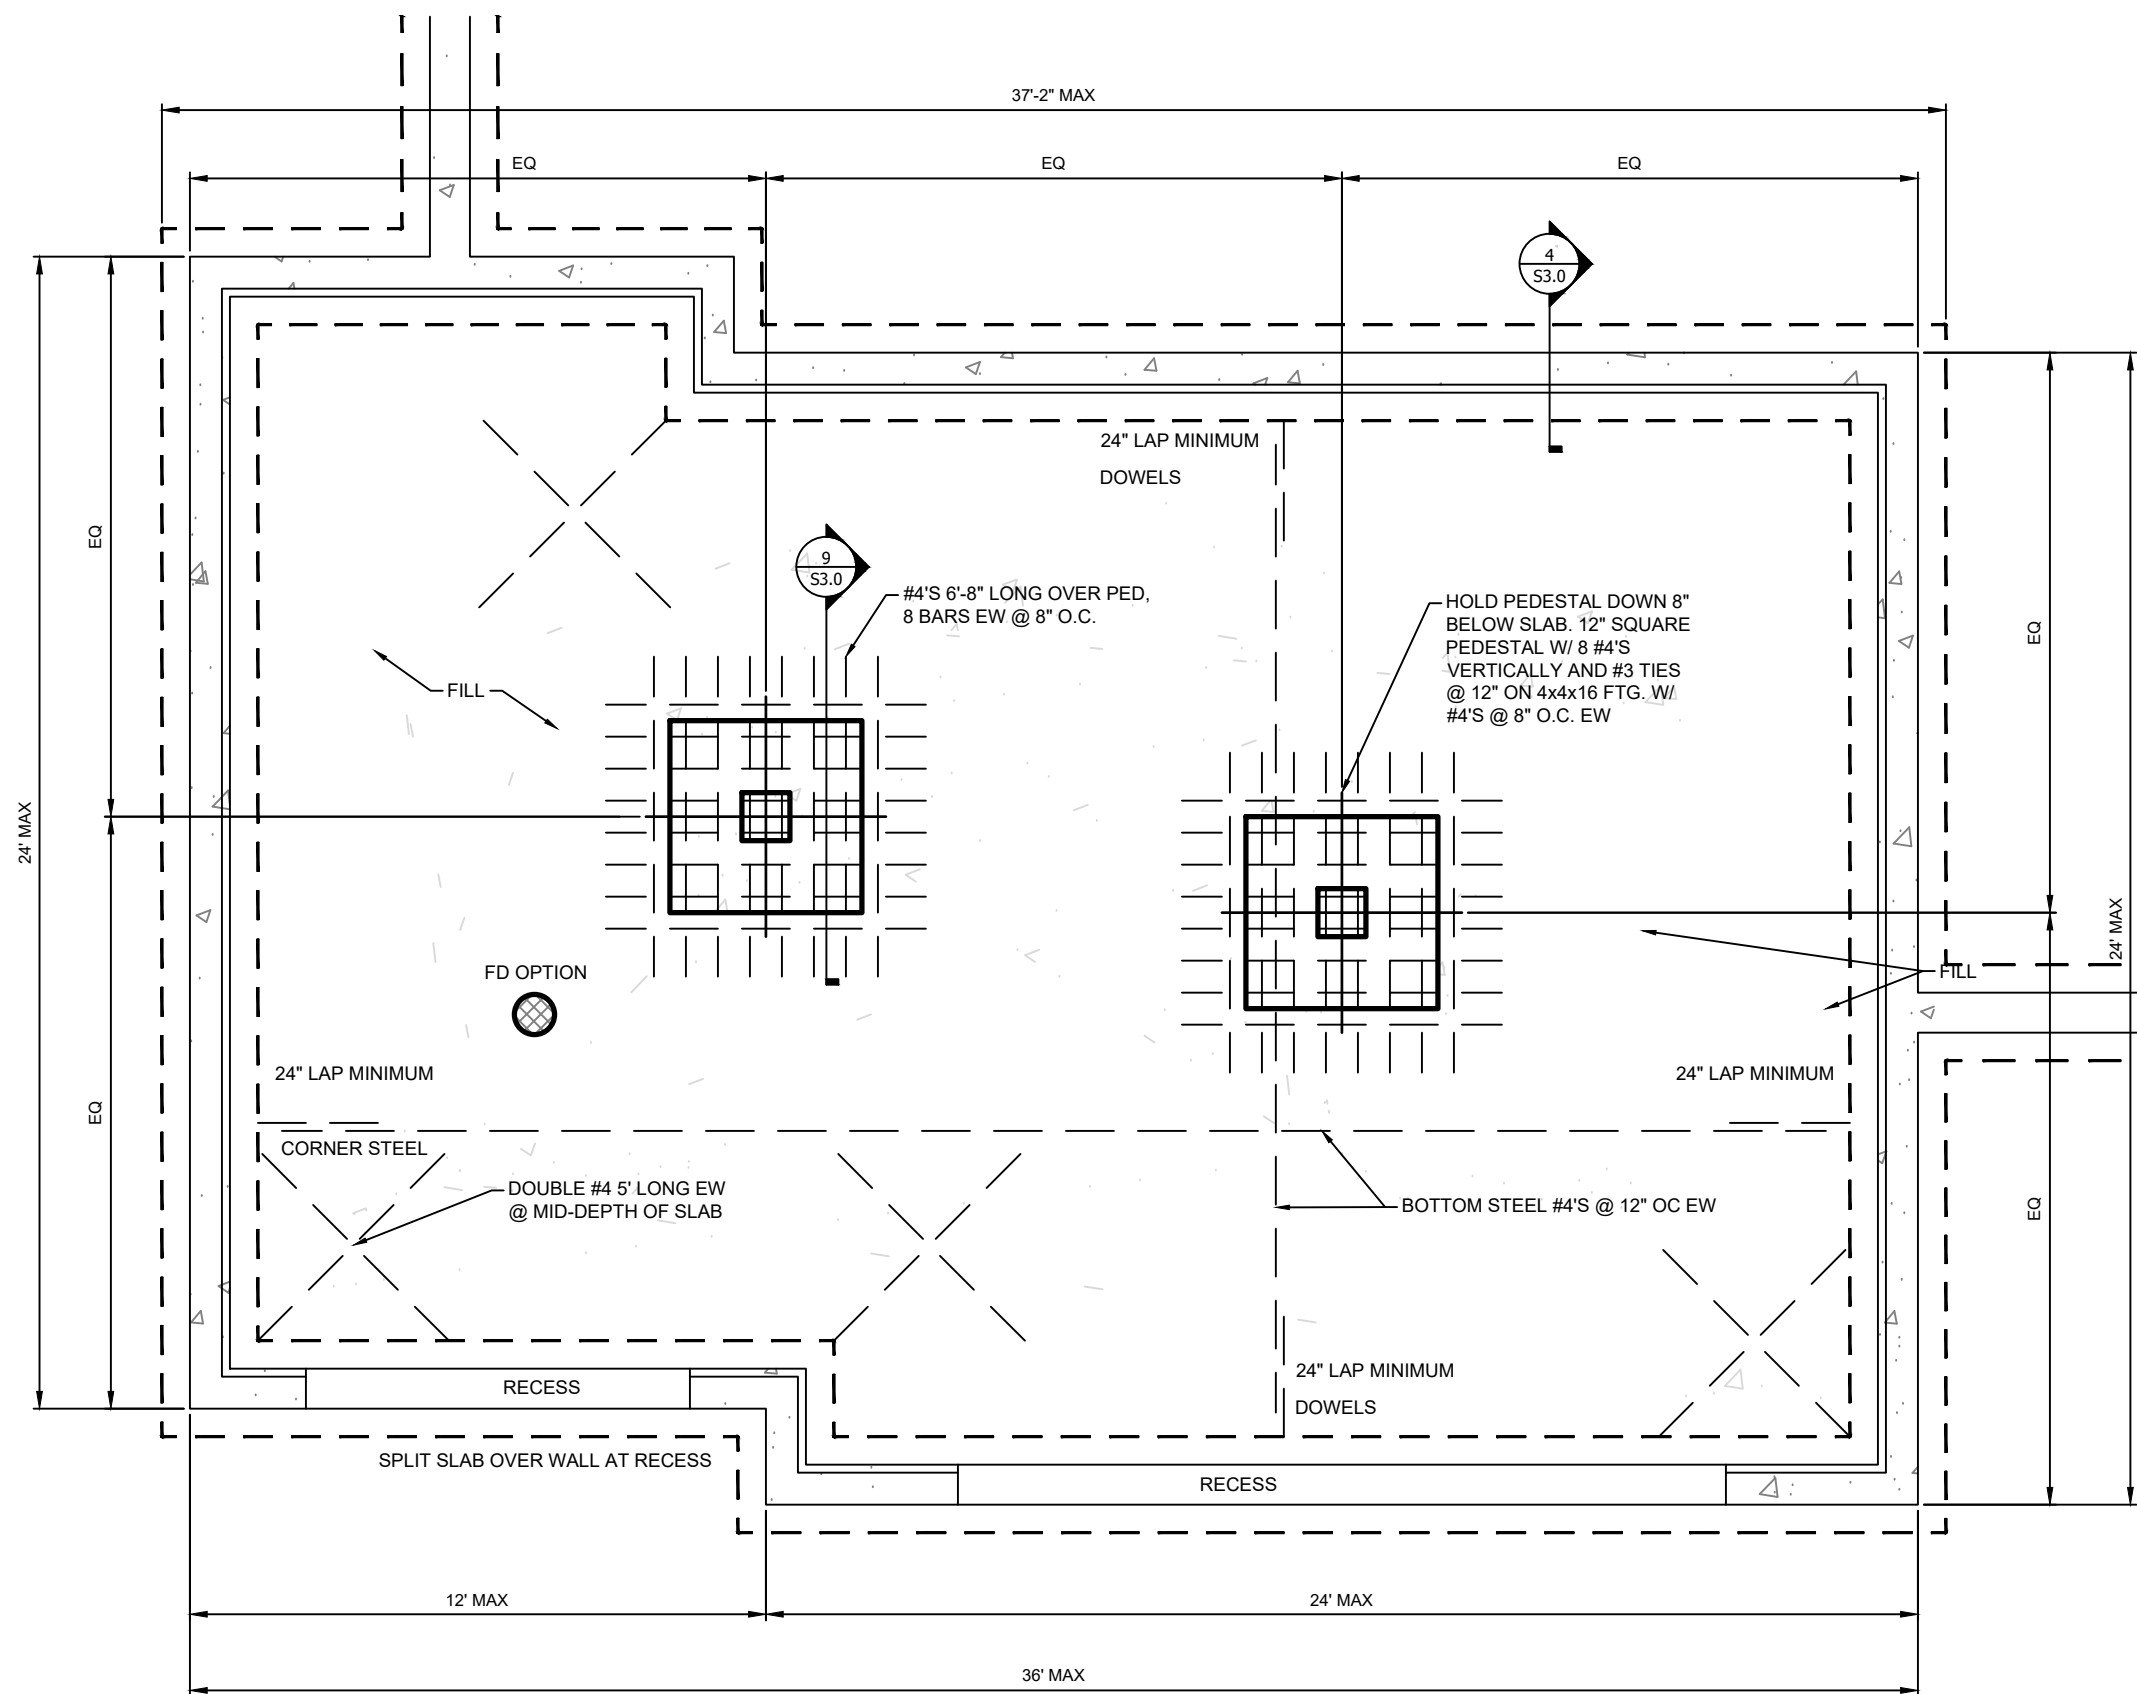 37'-2" MAX
EQ
EQ
EQ
4
S3.0
24" LAP MINIMUM
DOWELS
EQ
9
S3.0
#4'S 6'-8" LONG OVER PED,
8 BARS EW @ 8" O.C.
HOLD PEDESTAL DOWN 8"
BELOW SLAB. 12" SQUARE
PEDESTAL W/ 8 #4'S
VERTICALLY AND #3 TIES
@ 12" ON 4x4x16 FTG. W/
#4'S @ 8" O.C. EW
EQ
FILL
24' MAX
24' MAX
FD OPTION
FILL
24" LAP MINIMUM
24" LAP MINIMUM
EQ
CORNER STEEL
DOUBLE #4 5' LONG EW
@ MID-DEPTH OF SLAB
BOTTOM STEEL #4'S @ 12" OC EW
EQ
24" LAP MINIMUM
DOWELS
RECESS
SPLIT SLAB OVER WALL AT RECESS
RECESS
12' MAX
24' MAX
36' MAX